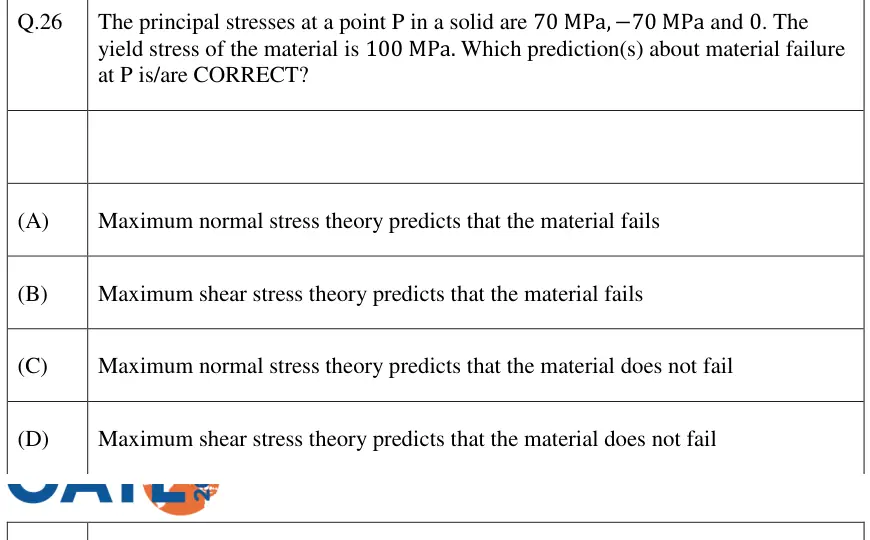 Q.26 The principal stresses at a point P in a solid are 70 MPa, −70 MPa and 0. The
yield stress of the material is 100 MPa. Which prediction(s) about material failure
at P is/are CORRECT?
(A) Maximum normal stress theory predicts that the material fails
(B) Maximum shear stress theory predicts that the material fails
(C) Maximum normal stress theory predicts that the material does not fail
(D) Maximum shear stress theory predicts that the material does not fail